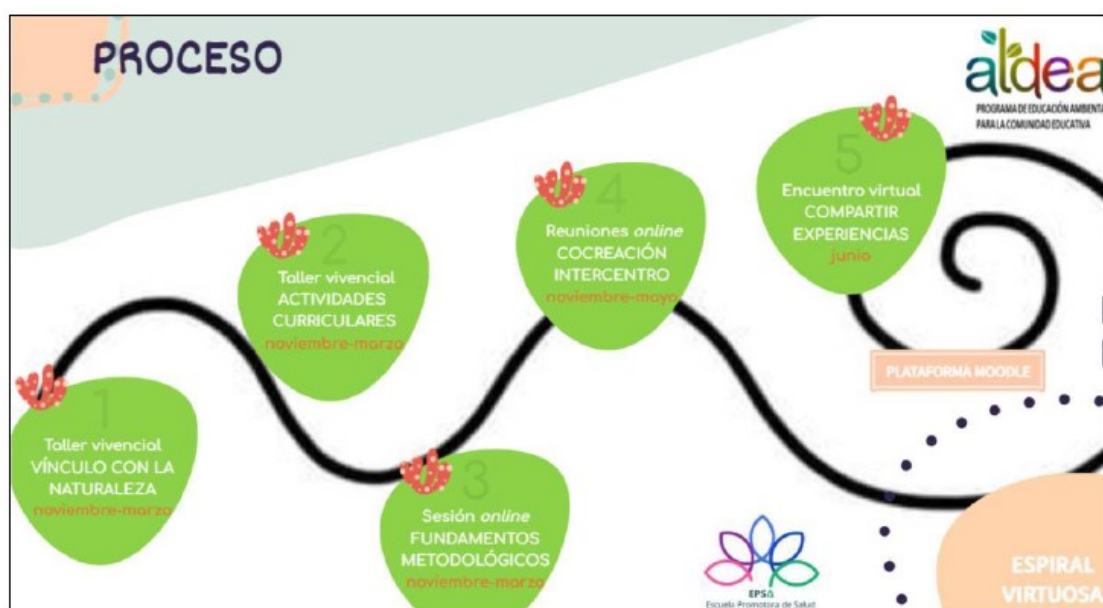 PROCESO
aldea
PROGRAMA DE EDUCACIÓN AMBIENTAL
PARA LA COMUNIDAD EDUCATIVA
1
Taller vivencial
VÍNCULO CON LA
NATURALEZA
noviembre-marzo
2
Taller vivencial
ACTIVIDADES
CURRICULARES
noviembre-marzo
3
Sesión online
FUNDAMENTOS
METODOLÓGICOS
noviembre-marzo
4
Reuniones online
COCREACIÓN
INTERCENTRO
noviembre-mayo
5
Encuentro virtual
COMPARTIR
EXPERIENCIAS
junio
PLATAFORMA MOODLE
EPSA
Escuela Promotora de Salud
ESPIRAL
VIRTUOSA